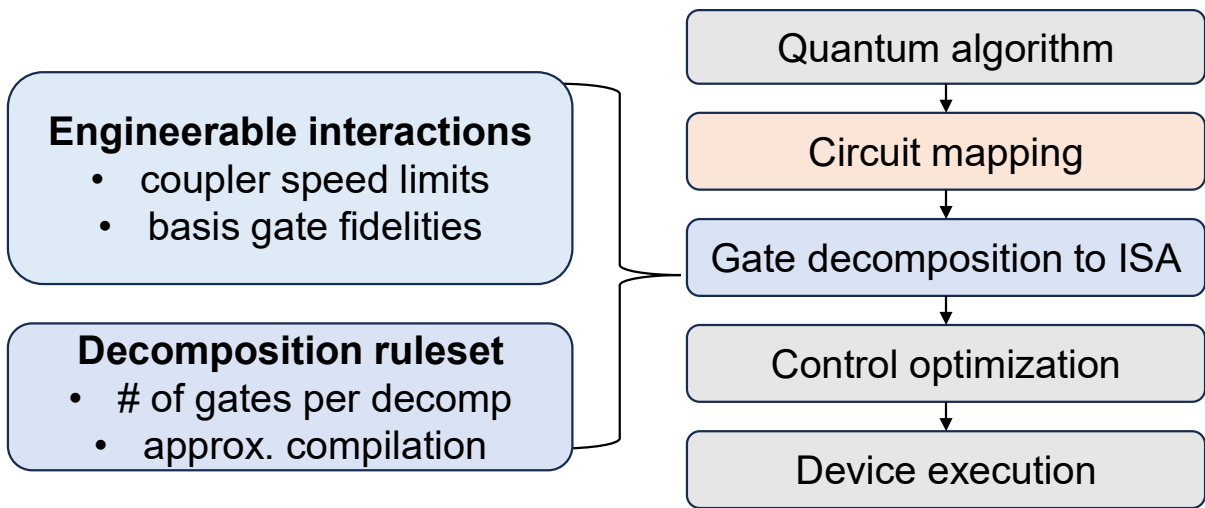 Engineerable interactions
• coupler speed limits
• basis gate fidelities
Decomposition ruleset
• # of gates per decomp
• approx. compilation
Quantum algorithm
Circuit mapping
Gate decomposition to ISA
Control optimization
Device execution